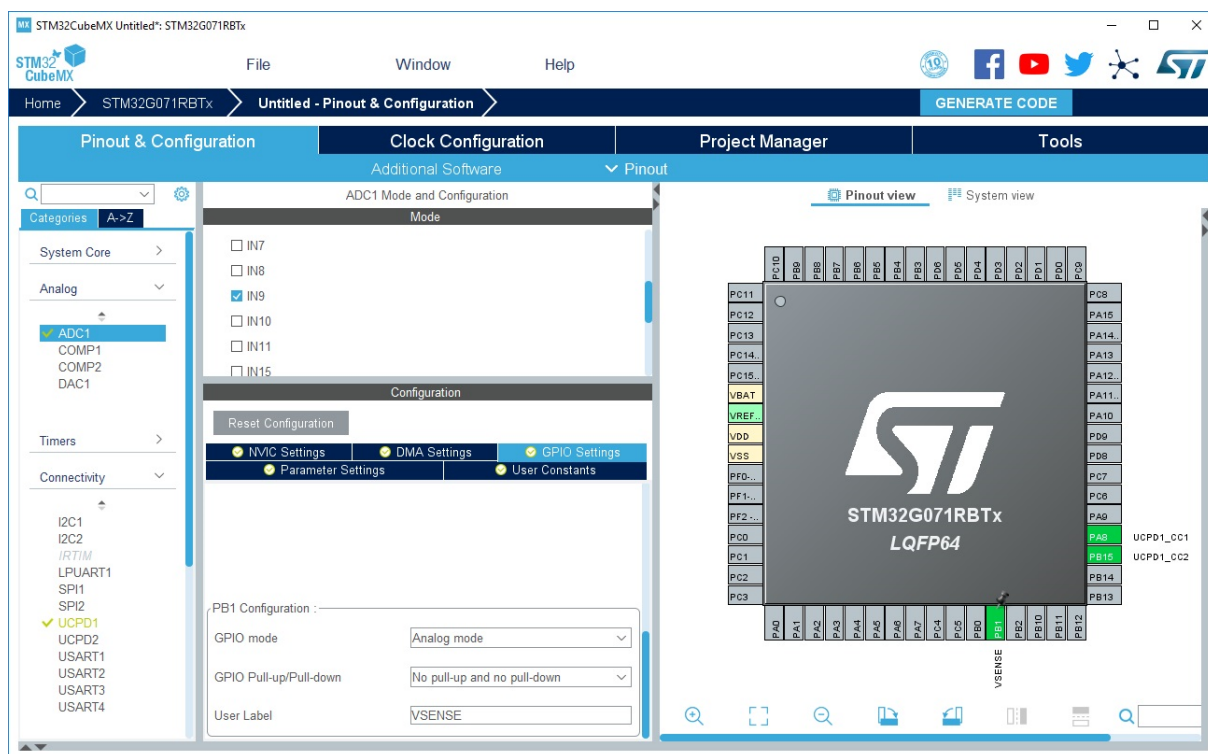 MX STM32CubeMX Untitled*: STM32G071RBTx
STM32
CubeMX
File Window Help
10
ST
Home STM32G071RBTx Untitled - Pinout & Configuration GENERATE CODE
Pinout & Configuration Clock Configuration Project Manager Tools
Additional Software Pinout
Categories A->Z
System Core
Analog
ADC1
COMP1
COMP2
DAC1
Timers
Connectivity
I2C1
I2C2
IRTIM
LPUART1
SPI1
SPI2
UCPD1
UCPD2
USART1
USART2
USART3
USART4
ADC1 Mode and Configuration
Mode
IN7
IN8
IN9
IN10
IN11
IN15
Configuration
Reset Configuration
NVIC Settings DMA Settings GPIO Settings
Parameter Settings User Constants
PB1 Configuration :
GPIO mode Analog mode
GPIO Pull-up/Pull-down No pull-up and no pull-down
User Label VSENSE
Pinout view System view
PC10 PB9 PB8 PB7 PB6 PB5 PB4 PB3 PD6 PD5 PD4 PD3 PD2 PD1 PD0 PC9
PC11 PC8
PC12 PA15
PC13 PA14..
PC14.. PA13
PC15.. PA12..
VBAT PA11..
VREF.. PA10
VDD PD9
VSS PD8
PF0-.. PC7
PF1-.. PC6
PF2 -.. PA9
PC0 PA8 UCPD1_CC1
PC1 PB15 UCPD1_CC2
PC2 PB14
PC3 PB13
ST
STM32G071RBTx
LQFP64
PA0 PA1 PA2 PA3 PA4 PA5 PA6 PA7 PC4 PC5 PB0 PB1 PB2 PB10 PB11 PB12
VSENSE